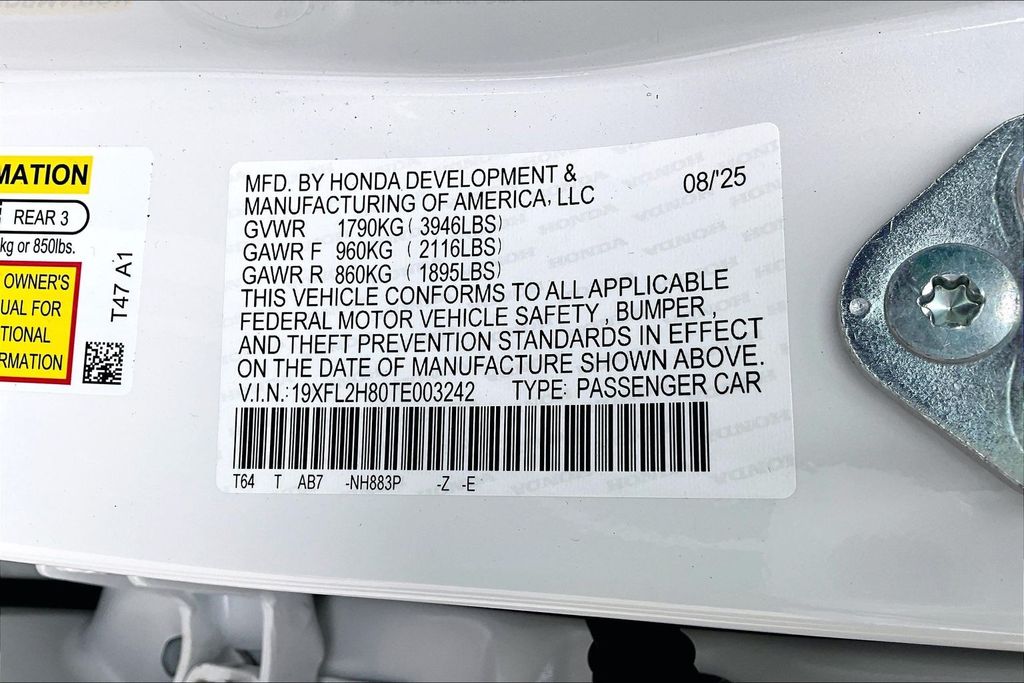 MATION
REAR 3
kg or 850lbs.
OWNER'S
UAL FOR
TIONAL
RMATION
T47 A1
MFD. BY HONDA DEVELOPMENT &
MANUFACTURING OF AMERICA, LLC
08/'25
GVWR 1790KG ( 3946LBS)
GAWR F 960KG ( 2116LBS)
GAWR R 860KG ( 1895LBS)
THIS VEHICLE CONFORMS TO ALL APPLICABLE
FEDERAL MOTOR VEHICLE SAFETY , BUMPER ,
AND THEFT PREVENTION STANDARDS IN EFFECT
ON THE DATE OF MANUFACTURE SHOWN ABOVE.
V.I.N.: 19XFL2H80TE003242 TYPE: PASSENGER CAR
T64 T AB7 -NH883P -Z -E